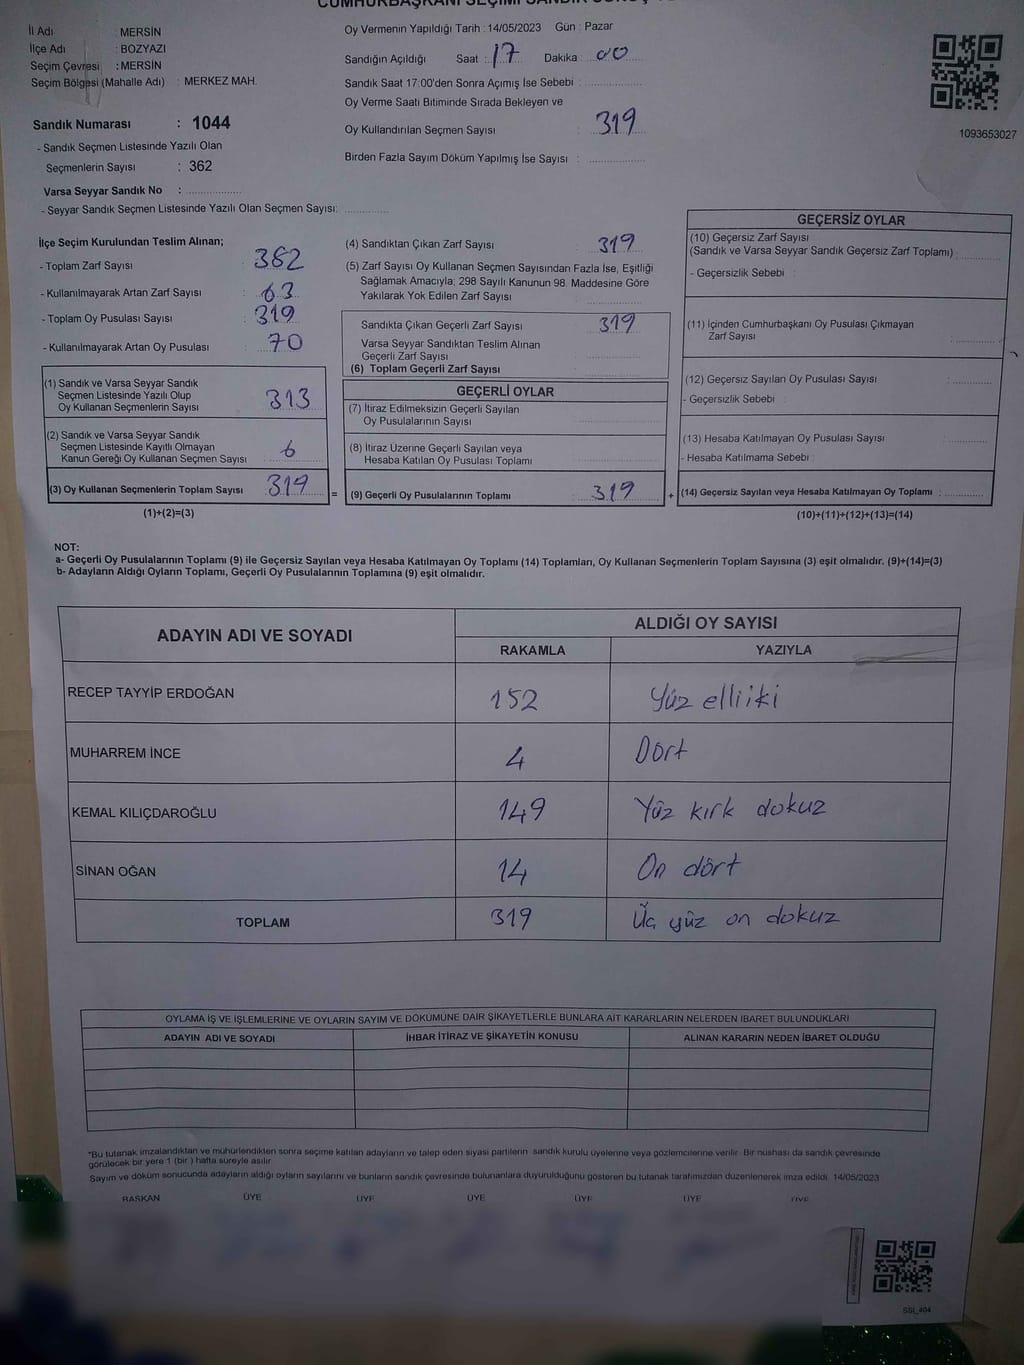 İl Adı : MERSİN
İlçe Adı : BOZYAZI
Seçim Çevresi : MERSİN
Seçim Bölgesi (Mahalle Adı) : MERKEZ MAH.
Sandık Numarası : 1044
- Sandık Seçmen Listesinde Yazılı Olan
Seçmenlerin Sayısı : 362
Varsa Seyyar Sandık No :
- Seyyar Sandık Seçmen Listesinde Yazılı Olan Seçmen Sayısı:
Oy Vermenin Yapıldığı Tarih : 14/05/2023 Gün : Pazar
Sandığın Açıldığı Saat : 17 Dakika : 00
Sandık Saat 17:00'den Sonra Açımış İse Sebebi :
Oy Verme Saati Bitiminde Sırada Bekleyen ve
Oy Kullandırılan Seçmen Sayısı : 319
Birden Fazla Sayım Döküm Yapılmış İse Sayısı :
1093653027
İlçe Seçim Kurulundan Teslim Alınan;
- Toplam Zarf Sayısı : 382
- Kullanılmayarak Artan Zarf Sayısı : 63
- Toplam Oy Pusulası Sayısı : 319
- Kullanılmayarak Artan Oy Pusulası : 70
(1) Sandık ve Varsa Seyyar Sandık
Seçmen Listesinde Yazılı Olup
Oy Kullanan Seçmenlerin Sayısı 313
(2) Sandık ve Varsa Seyyar Sandık
Seçmen Listesinde Kayıtlı Olmayan
Kanun Gereği Oy Kullanan Seçmen Sayısı 6
(3) Oy Kullanan Seçmenlerin Toplam Sayısı 319
(1)+(2)=(3)
=
(4) Sandıktan Çıkan Zarf Sayısı : 319
(5) Zarf Sayısı Oy Kullanan Seçmen Sayısından Fazla İse, Eşitliği
Sağlamak Amacıyla; 298 Sayılı Kanunun 98. Maddesine Göre
Yakılarak Yok Edilen Zarf Sayısı :
Sandıkta Çıkan Geçerli Zarf Sayısı : 319
Varsa Seyyar Sandıktan Teslim Alınan
Geçerli Zarf Sayısı
(6) Toplam Geçerli Zarf Sayısı
GEÇERLİ OYLAR
(7) İtiraz Edilmeksizin Geçerli Sayılan
Oy Pusulalarının Sayısı
(8) İtiraz Üzerine Geçerli Sayılan veya
Hesaba Katılan Oy Pusulası Toplamı
(9) Geçerli Oy Pusulalarının Toplamı : 319
+
GEÇERSİZ OYLAR
(10) Geçersiz Zarf Sayısı
(Sandık ve Varsa Seyyar Sandık Geçersiz Zarf Toplamı) :
- Geçersizlik Sebebi :
(11) İçinden Cumhurbaşkanı Oy Pusulası Çıkmayan
Zarf Sayısı
(12) Geçersiz Sayılan Oy Pusulası Sayısı :
- Geçersizlik Sebebi :
(13) Hesaba Katılmayan Oy Pusulası Sayısı :
- Hesaba Katılmama Sebebi :
(14) Geçersiz Sayılan veya Hesaba Katılmayan Oy Toplamı :
(10)+(11)+(12)+(13)=(14)
NOT:
a- Geçerli Oy Pusulalarının Toplamı (9) ile Geçersiz Sayılan veya Hesaba Katılmayan Oy Toplamı (14) Toplamları, Oy Kullanan Seçmenlerin Toplam Sayısına (3) eşit olmalıdır. (9)+(14)=(3)
b- Adayların Aldığı Oyların Toplamı, Geçerli Oy Pusulalarının Toplamına (9) eşit olmalıdır.
ADAYIN ADI VE SOYADI
ALDIĞI OY SAYISI
RAKAMLA YAZIYLA
RECEP TAYYİP ERDOĞAN 152 Yüz elliiki
MUHARREM İNCE 4 Dört
KEMAL KILIÇDAROĞLU 149 Yüz kırk dokuz
SİNAN OĞAN 14 On dört
TOPLAM 319 Üç yüz on dokuz
OYLAMA İŞ VE İŞLEMLERİNE VE OYLARIN SAYIM VE DÖKÜMÜNE DAİR ŞİKAYETLERLE BUNLARA AİT KARARLARIN NELERDEN İBARET BULUNDUKLARI
ADAYIN ADI VE SOYADI İHBAR İTİRAZ VE ŞİKAYETİN KONUSU ALINAN KARARIN NEDEN İBARET OLDUĞU
*Bu tutanak imzalandıktan ve mühürlendikten sonra seçime katılan adayların ve talep eden siyasi partilerin sandık kurulu üyelerine veya gözlemcilerine verilir. Bir nüshası da sandık çevresinde
görülecek bir yere 1 (bir ) hafta süreyle asılır
Sayım ve döküm sonucunda adayların aldığı oyların sayılarını ve bunların sandık çevresinde bulunanlara duyurulduğunu gösteren bu tutanak tarafımızdan düzenlenerek imza edildi. 14/05/2023
BAŞKAN ÜYE ÜYE ÜYE ÜYE ÜYE ÜYE
SSI_404